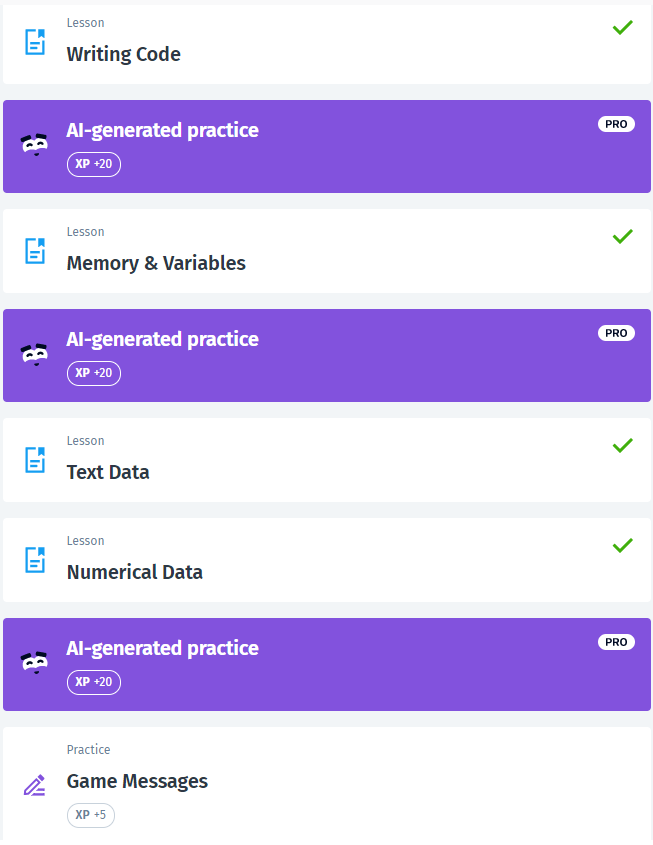 Lesson
Writing Code
AI-generated practice
PRO
XP +20
Lesson
Memory & Variables
AI-generated practice
PRO
XP +20
Lesson
Text Data
Lesson
Numerical Data
AI-generated practice
PRO
XP +20
Practice
Game Messages
XP +5